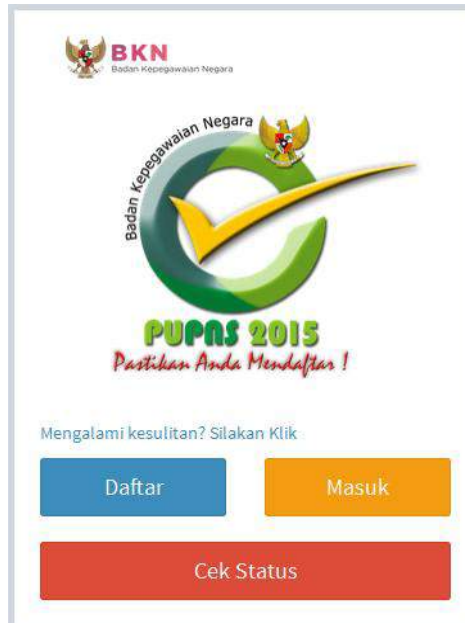 BKN
Badan Kepegawaian Negara
Badan Kepegawaian Negara
PUPNS 2015
Pastikan Anda Mendaftar !
Mengalami kesulitan? Silakan Klik
Daftar
Masuk
Cek Status